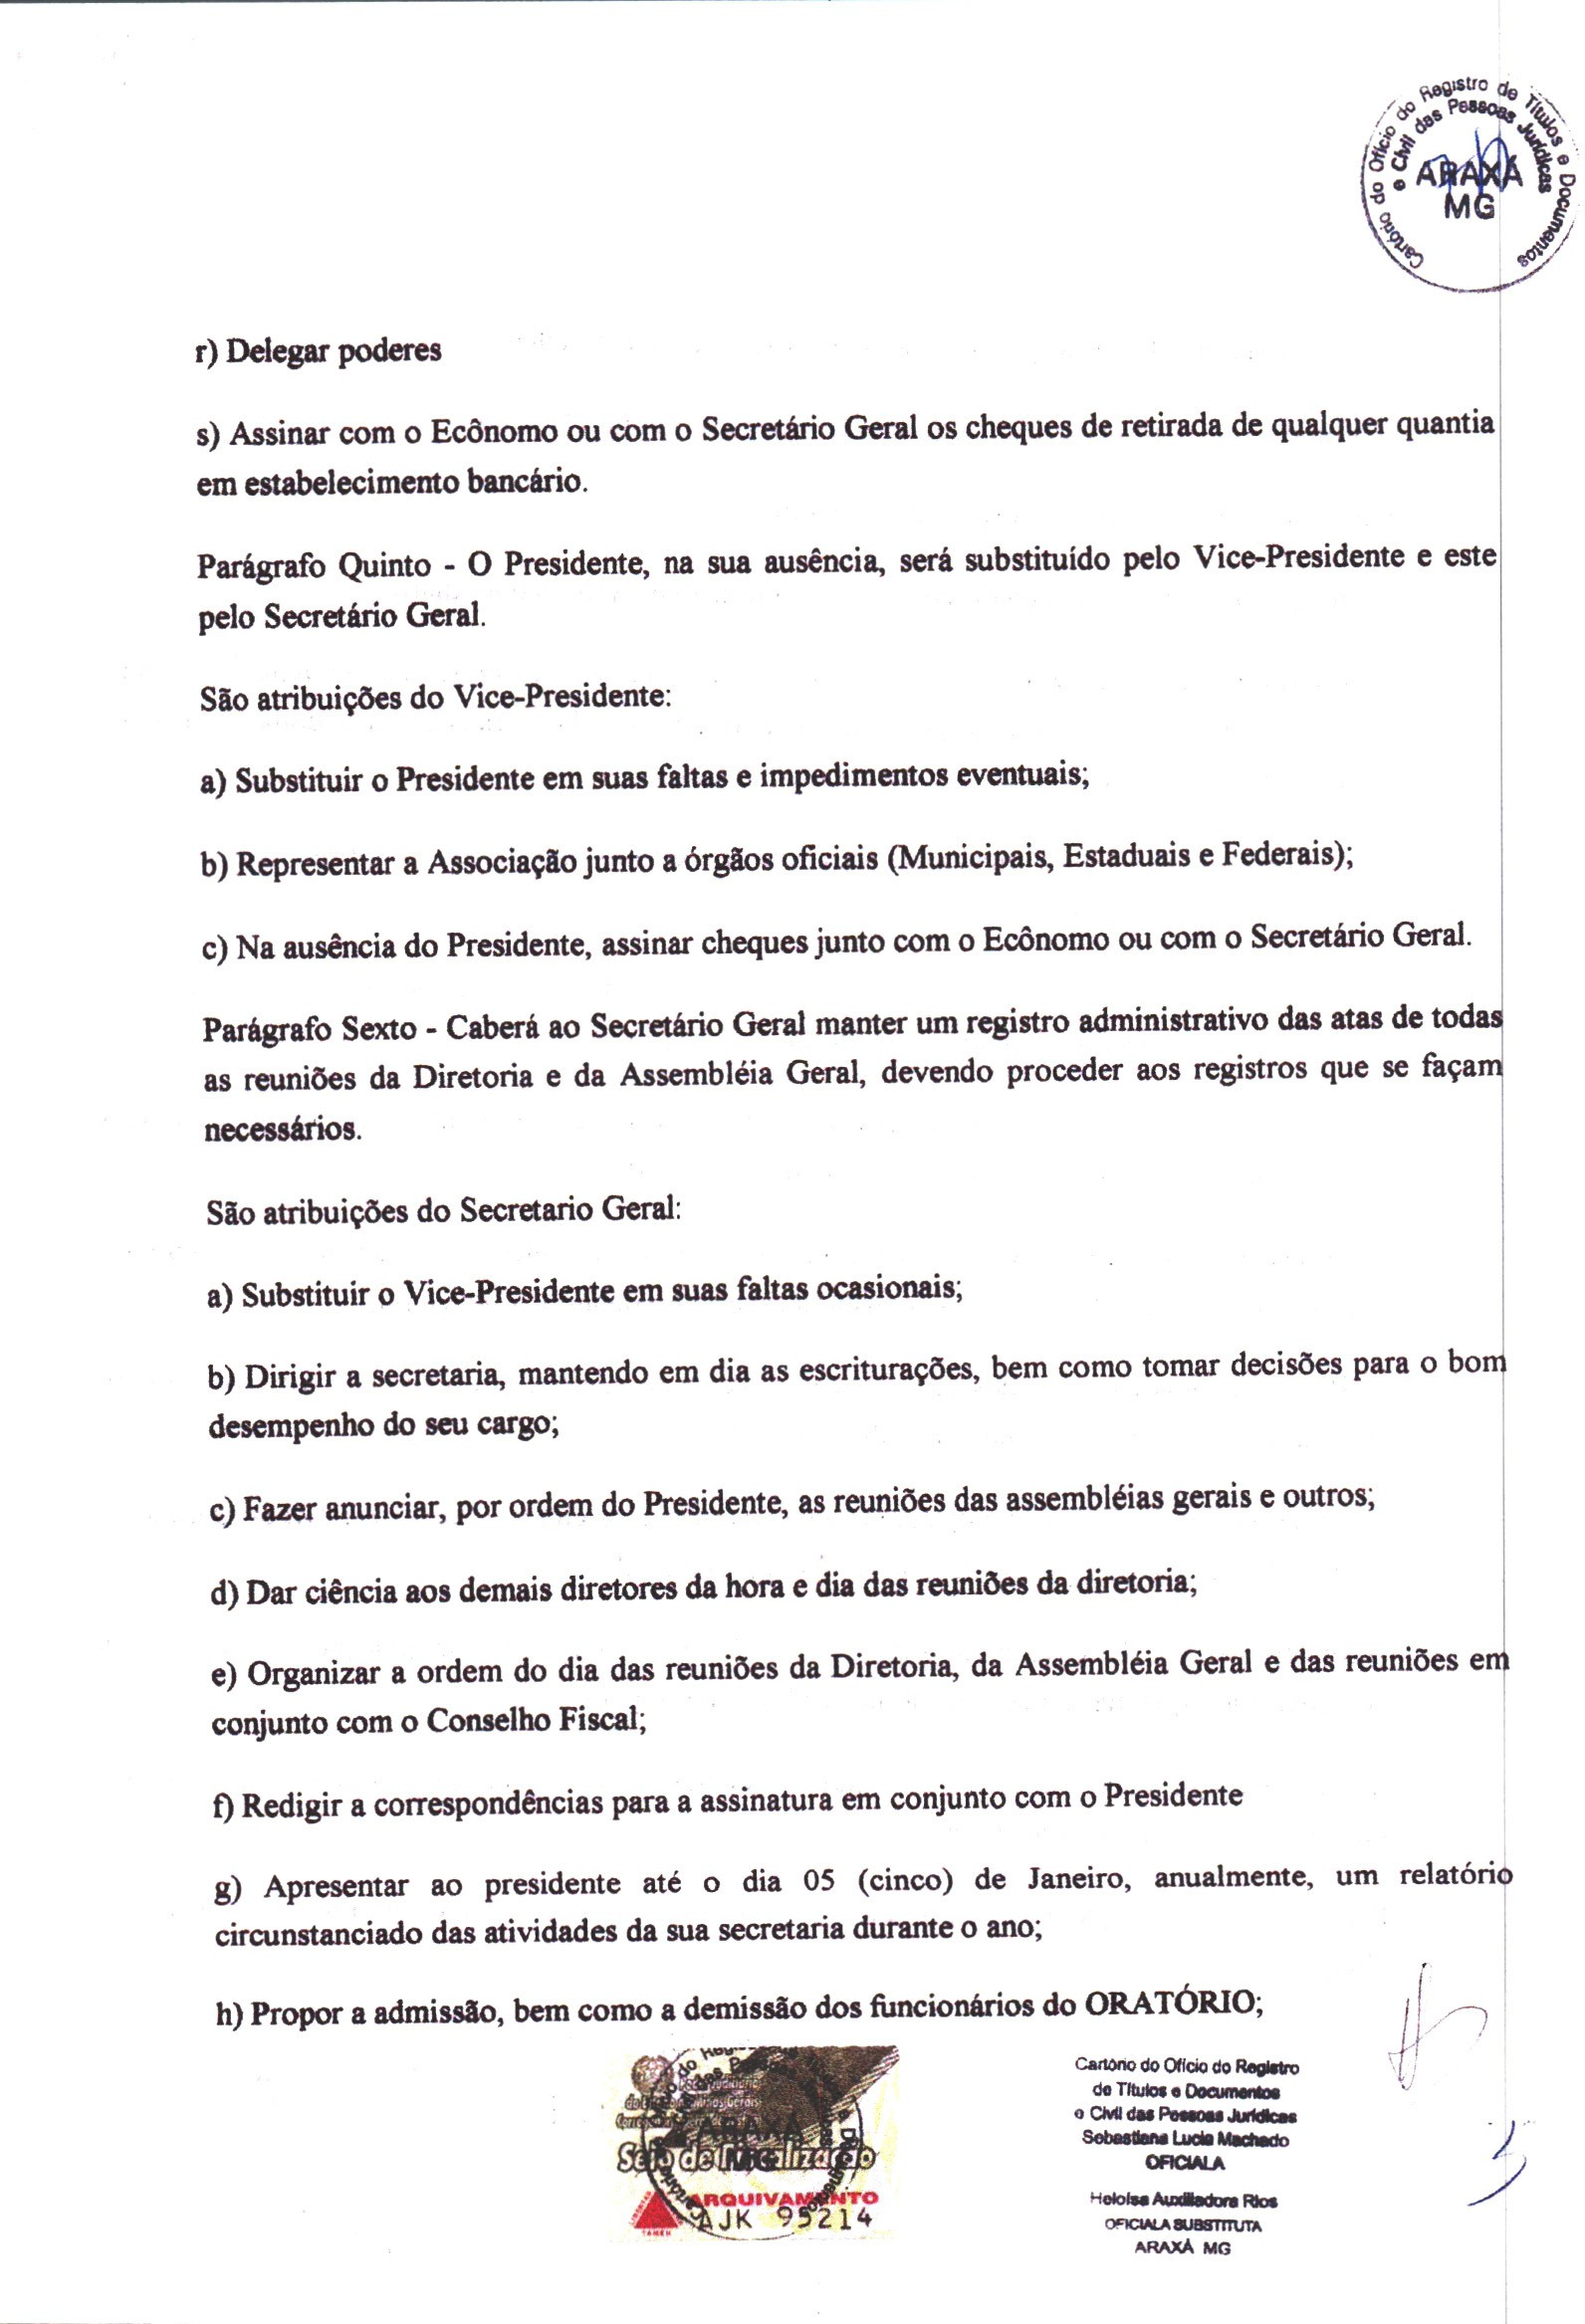 Cartório do Ofício do Registro de Títulos e Documentos
e Civil das Pessoas Jurídicas
ARAXÁ
MG
r) Delegar poderes
s) Assinar com o Ecônomo ou com o Secretário Geral os cheques de retirada de qualquer quantia
em estabelecimento bancário.
Parágrafo Quinto - O Presidente, na sua ausência, será substituído pelo Vice-Presidente e este
pelo Secretário Geral.
São atribuições do Vice-Presidente:
a) Substituir o Presidente em suas faltas e impedimentos eventuais;
b) Representar a Associação junto a órgãos oficiais (Municipais, Estaduais e Federais);
c) Na ausência do Presidente, assinar cheques junto com o Ecônomo ou com o Secretário Geral.
Parágrafo Sexto - Caberá ao Secretário Geral manter um registro administrativo das atas de todas
as reuniões da Diretoria e da Assembléia Geral, devendo proceder aos registros que se façam
necessários.
São atribuições do Secretario Geral:
a) Substituir o Vice-Presidente em suas faltas ocasionais;
b) Dirigir a secretaria, mantendo em dia as escriturações, bem como tomar decisões para o bom
desempenho do seu cargo;
c) Fazer anunciar, por ordem do Presidente, as reuniões das assembléias gerais e outros;
d) Dar ciência aos demais diretores da hora e dia das reuniões da diretoria;
e) Organizar a ordem do dia das reuniões da Diretoria, da Assembléia Geral e das reuniões em
conjunto com o Conselho Fiscal;
f) Redigir a correspondências para a assinatura em conjunto com o Presidente
g) Apresentar ao presidente até o dia 05 (cinco) de Janeiro, anualmente, um relatório
circunstanciado das atividades da sua secretaria durante o ano;
h) Propor a admissão, bem como a demissão dos funcionários do ORATÓRIO;
ARAXÁ
MG
Selo de Fiscalização
ARQUIVAMENTO
AJK 95214
Cartório do Ofício do Registro
de Títulos e Documentos
e Civil das Pessoas Jurídicas
Sebastiana Lucia Machado
OFICIALA
Heloísa Auxiliadora Rios
OFICIALA SUBSTITUTA
ARAXÁ MG